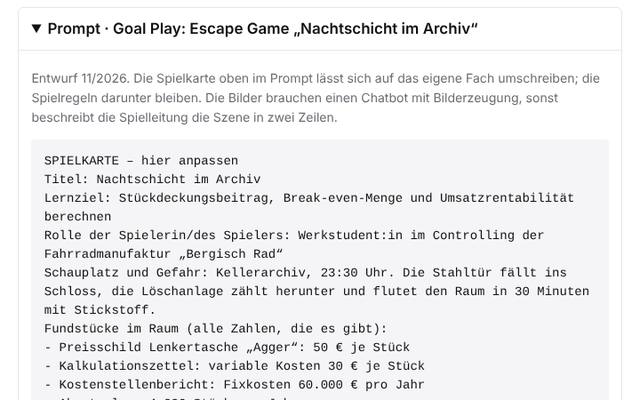 ▼ Prompt · Goal Play: Escape Game „Nachtschicht im Archiv“
Entwurf 11/2026. Die Spielkarte oben im Prompt lässt sich auf das eigene Fach umschreiben; die
Spielregeln darunter bleiben. Die Bilder brauchen einen Chatbot mit Bilderzeugung, sonst
beschreibt die Spielleitung die Szene in zwei Zeilen.
SPIELKARTE – hier anpassen
Titel: Nachtschicht im Archiv
Lernziel: Stückdeckungsbeitrag, Break-even-Menge und Umsatzrentabilität
berechnen
Rolle der Spielerin/des Spielers: Werkstudent:in im Controlling der
Fahrradmanufaktur „Bergisch Rad“
Schauplatz und Gefahr: Kellerarchiv, 23:30 Uhr. Die Stahltür fällt ins
Schloss, die Löschanlage zählt herunter und flutet den Raum in 30 Minuten
mit Stickstoff.
Fundstücke im Raum (alle Zahlen, die es gibt):
- Preisschild Lenkertasche „Agger“: 50 € je Stück
- Kalkulationszettel: variable Kosten 30 € je Stück
- Kostenstellenbericht: Fixkosten 60.000 € pro Jahr